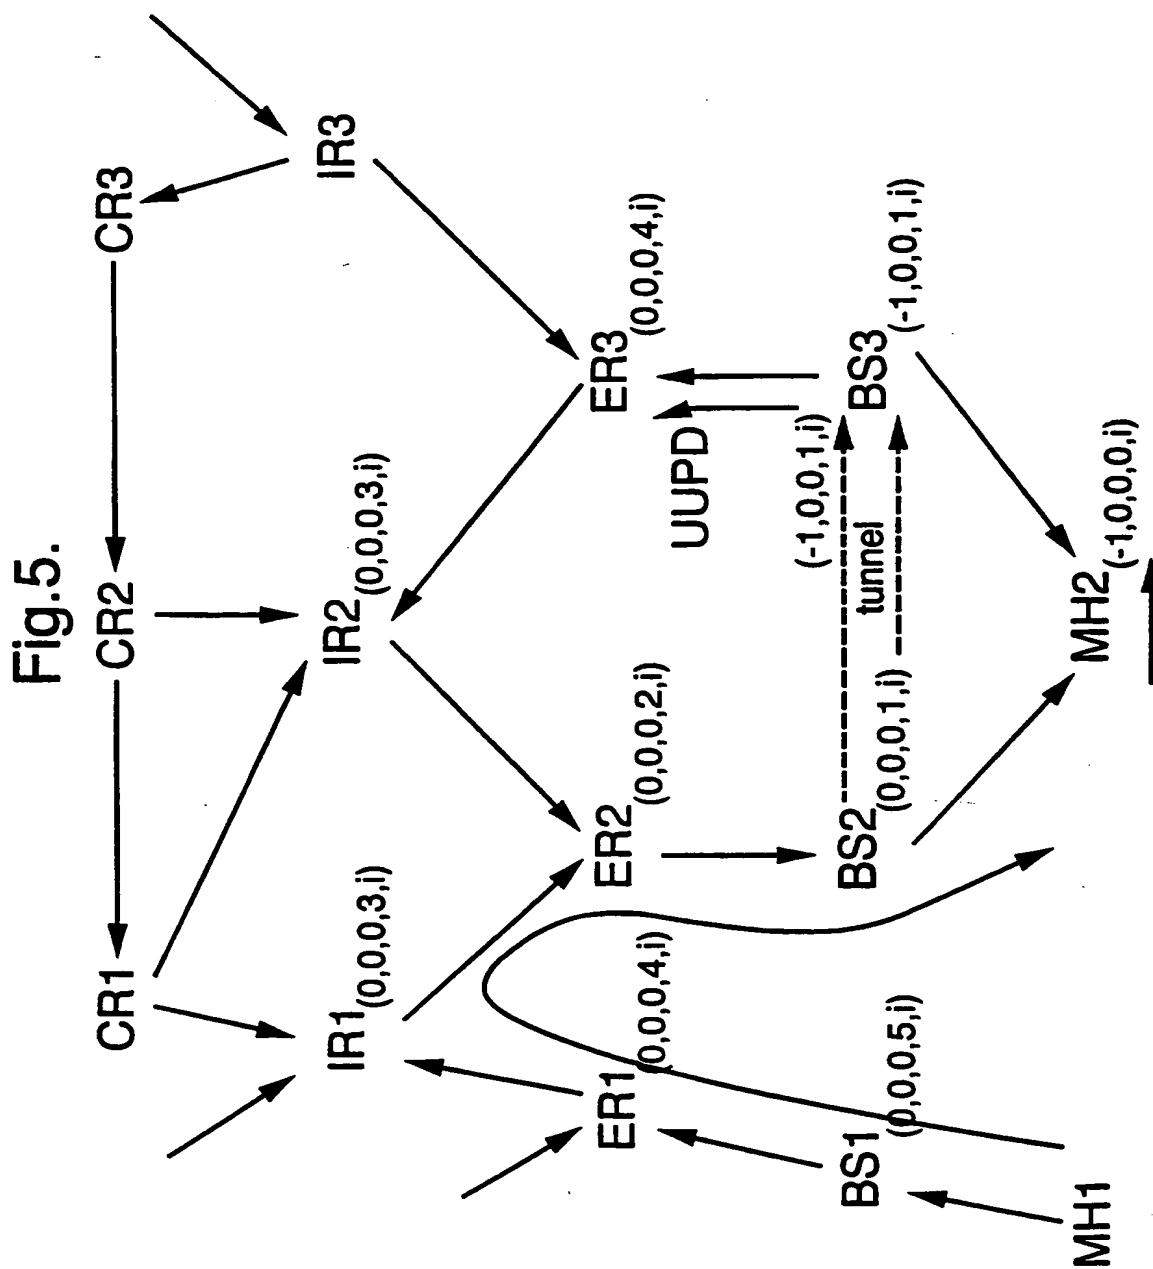 Fig.5.
CR1
CR2
CR3
IR1(0,0,0,3,i)
IR2(0,0,0,3,i)
IR3
ER1(0,0,0,4,i)
ER2(0,0,0,2,i)
ER3(0,0,0,4,i)
UUPD
(-1,0,0,1,i)
tunnel
BS1(0,0,0,5,i)
BS2(0,0,0,1,i)
BS3(-1,0,0,1,i)
MH1
MH2(-1,0,0,0,i)